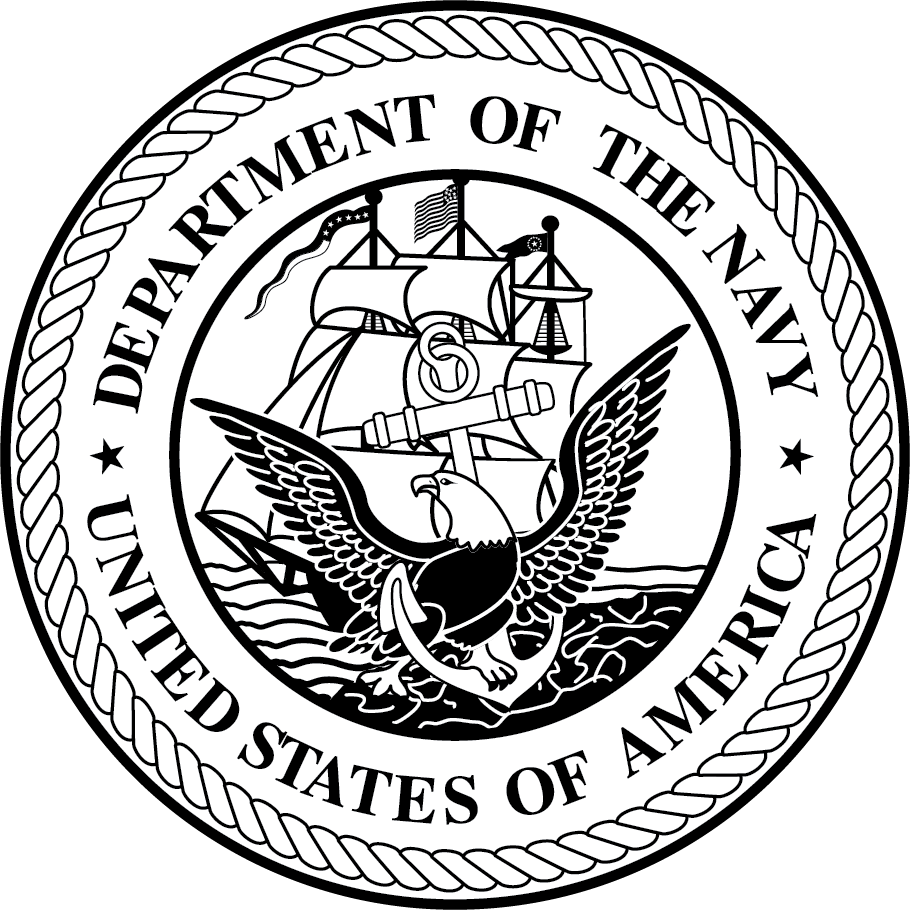 DEPARTMENT OF THE NAVY
UNITED STATES OF AMERICA